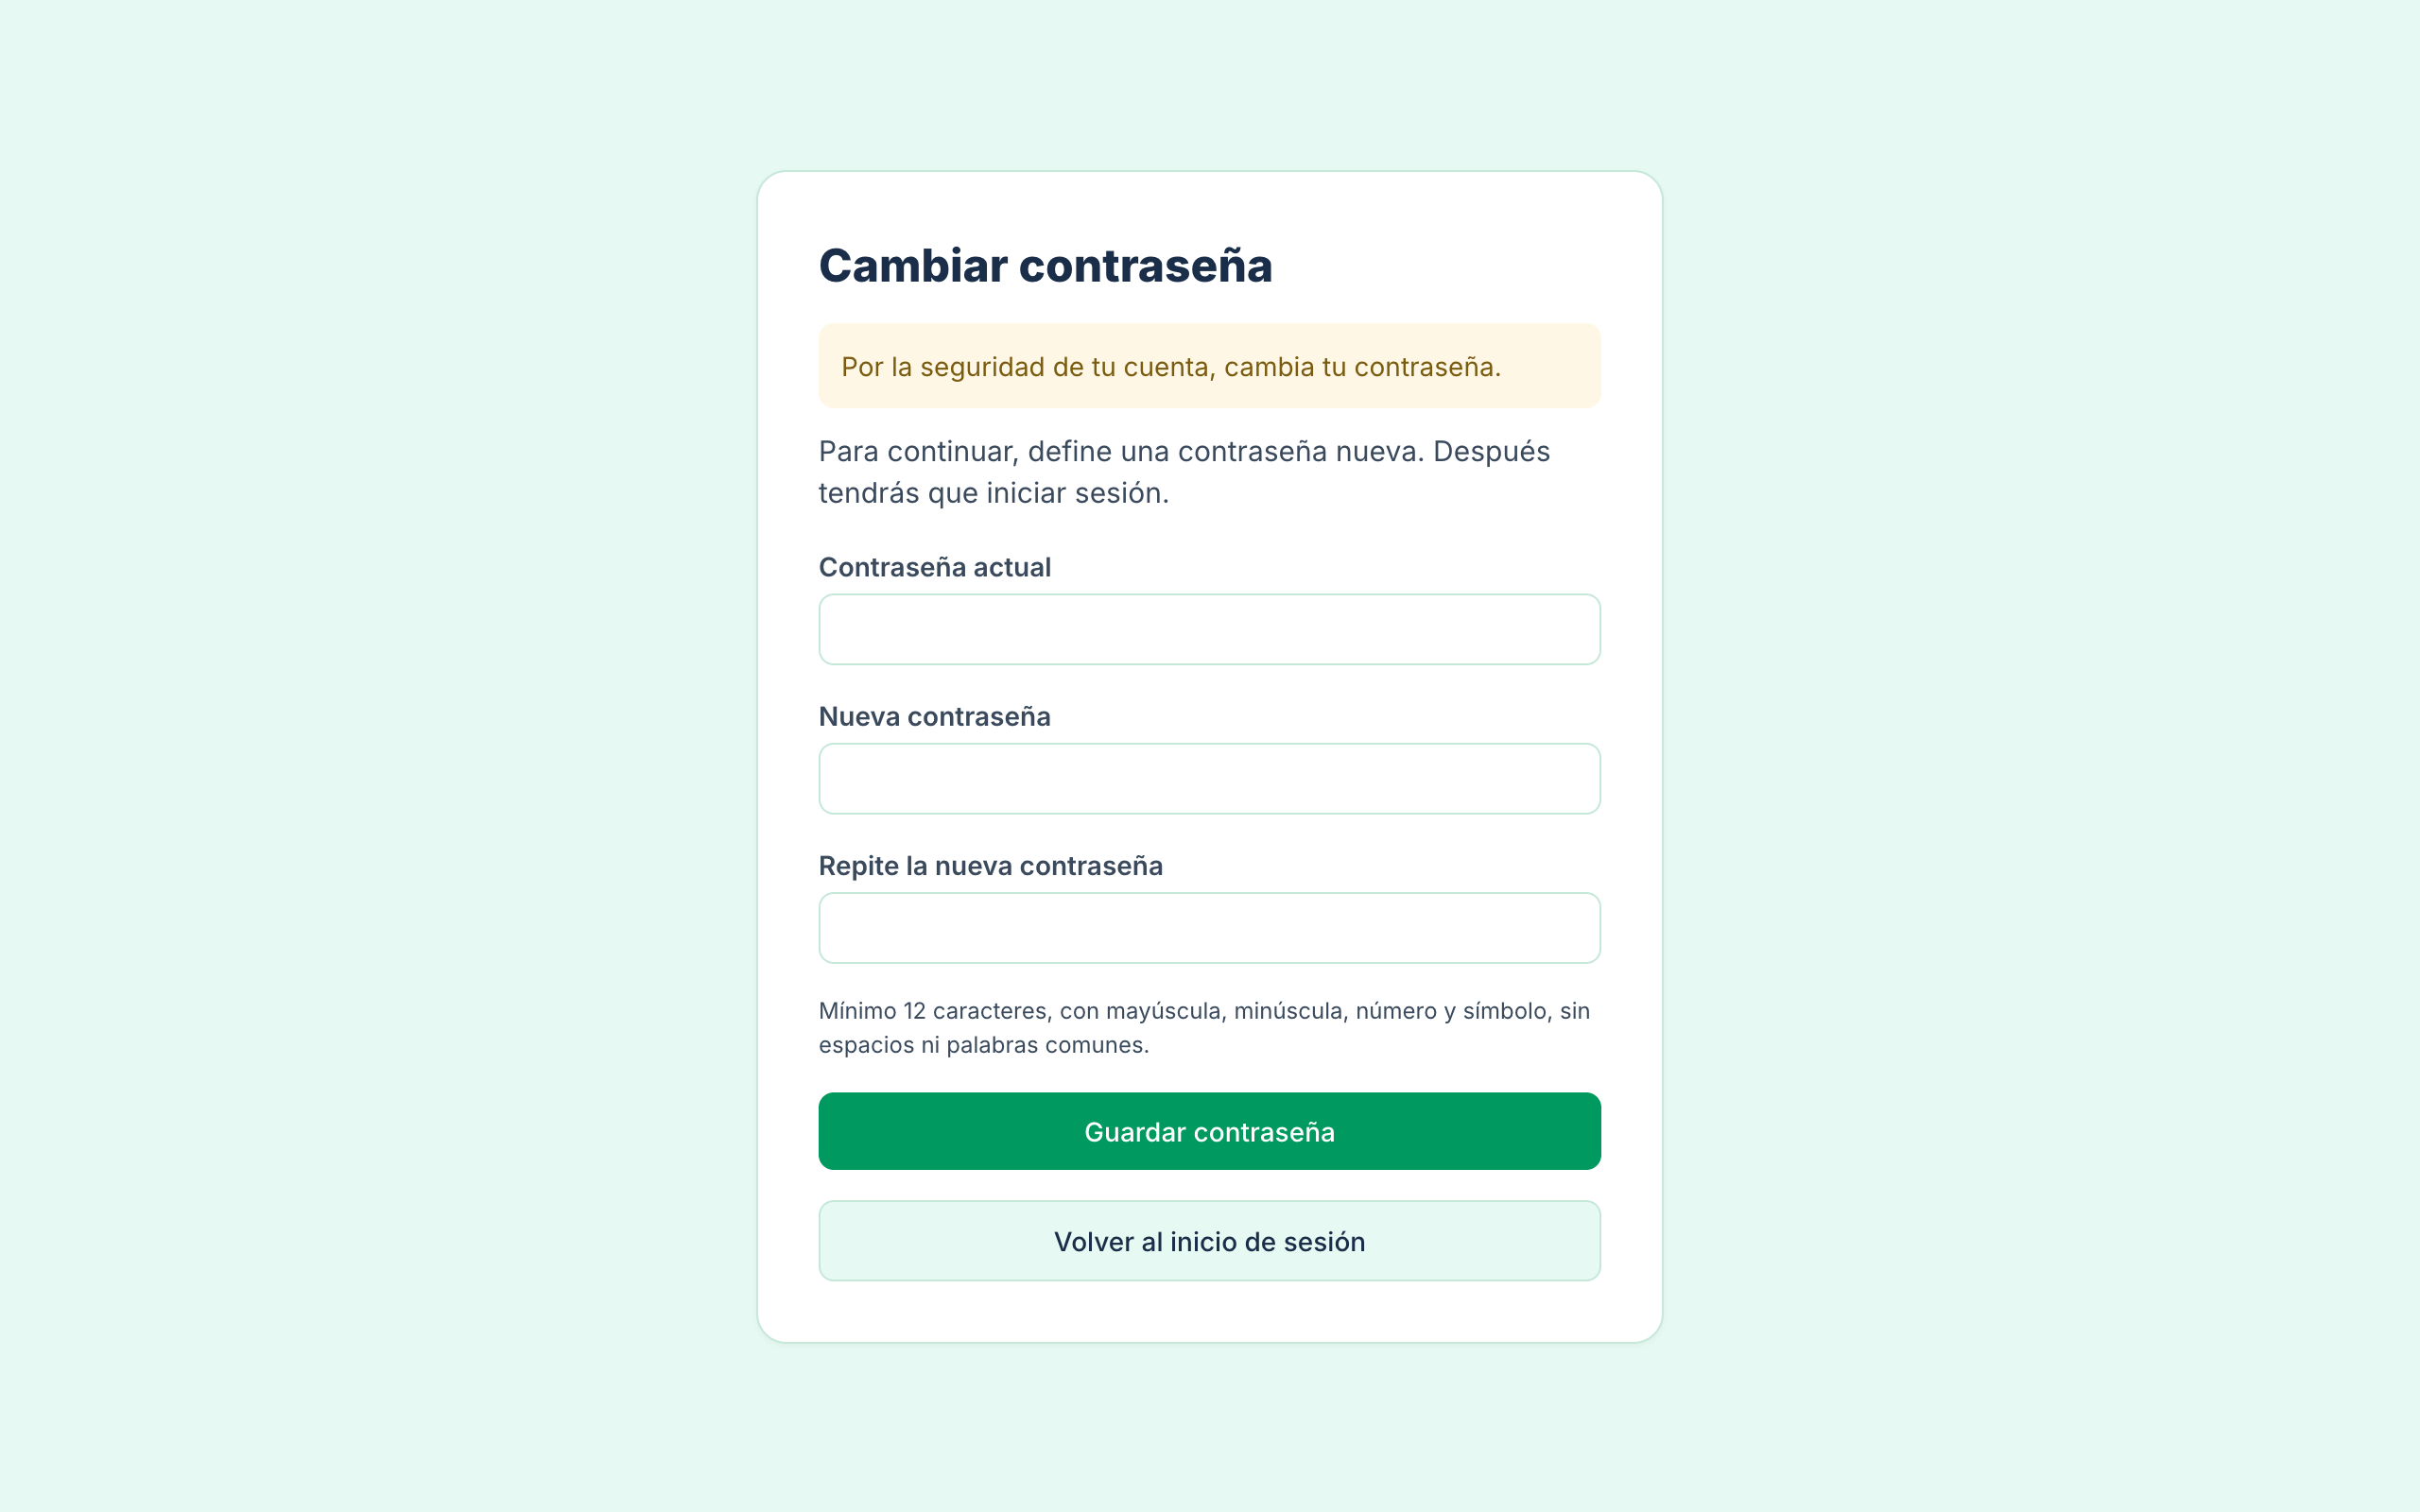 Cambiar contraseña
Por la seguridad de tu cuenta, cambia tu contraseña.
Para continuar, define una contraseña nueva. Después
tendrás que iniciar sesión.
Contraseña actual
Nueva contraseña
Repite la nueva contraseña
Mínimo 12 caracteres, con mayúscula, minúscula, número y símbolo, sin
espacios ni palabras comunes.
Guardar contraseña
Volver al inicio de sesión